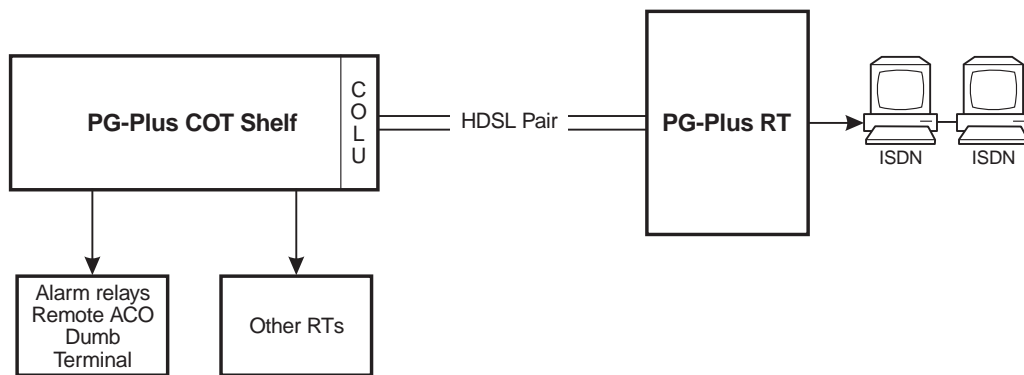 PG-Plus COT Shelf
C
O
L
U
HDSL Pair
PG-Plus RT
ISDN
ISDN
Alarm relays
Remote ACO
Dumb
Terminal
Other RTs